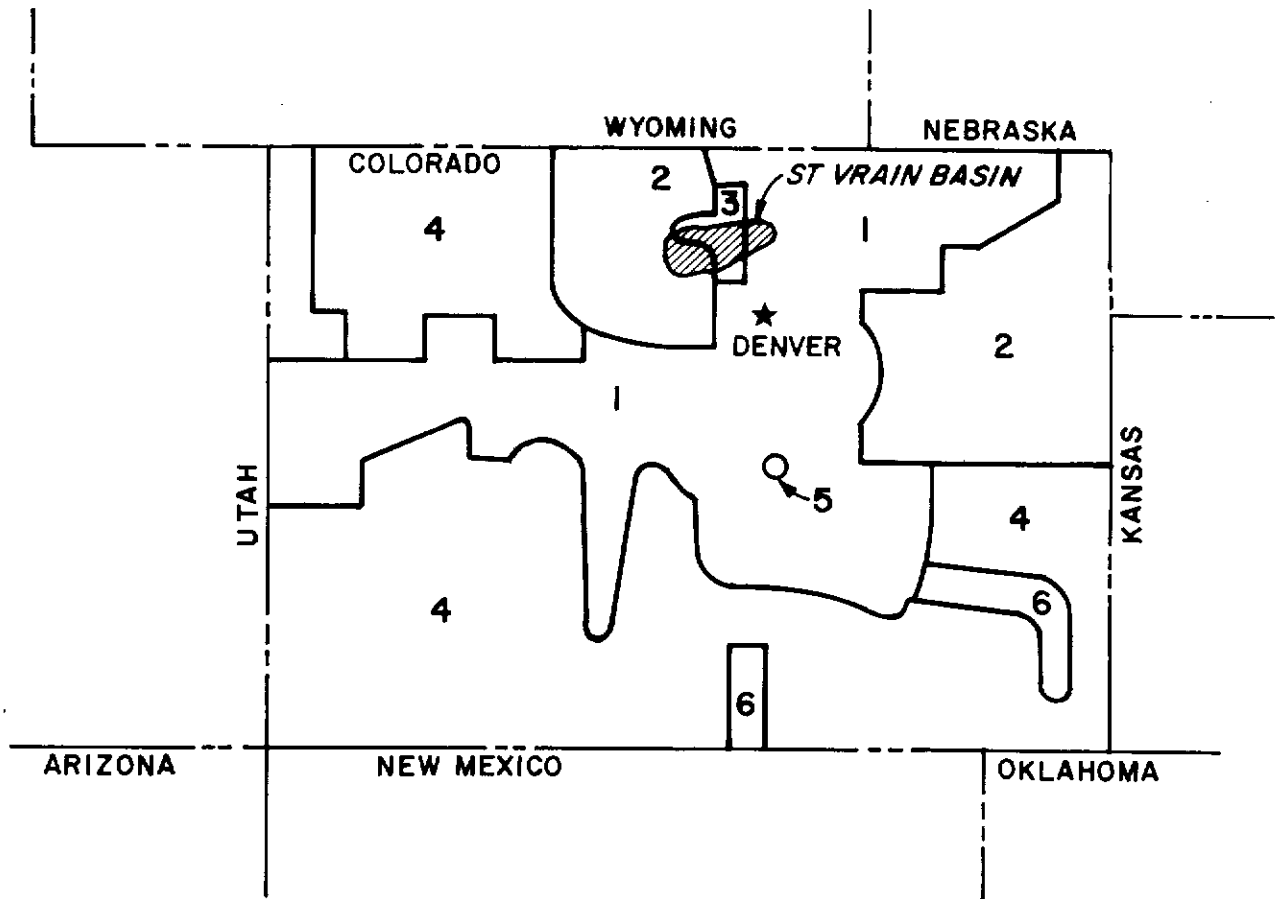 WYOMING
NEBRASKA
COLORADO
2
ST VRAIN BASIN
3
4
1
DENVER
2
1
UTAH
KANSAS
5
4
4
6
6
ARIZONA
NEW MEXICO
OKLAHOMA